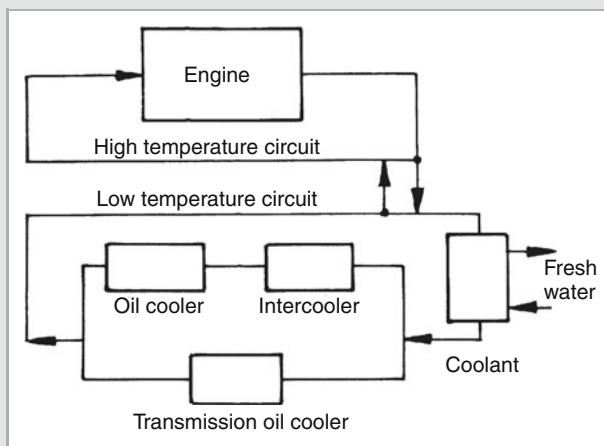 Engine
High temperature circuit
Low temperature circuit
Oil cooler
Intercooler
Fresh
water
Coolant
Transmission oil cooler